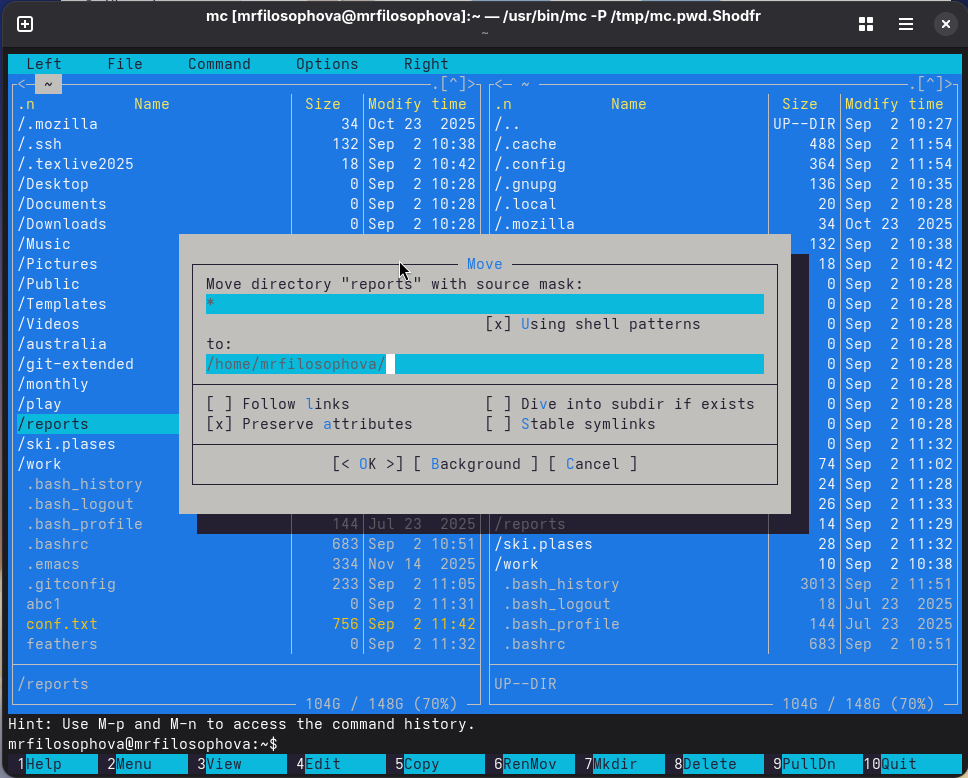 mc [mrfilosophova@mrfilosophova]:~ — /usr/bin/mc -P /tmp/mc.pwd.Shodfr
~
Left File Command Options Right
<— ~ .[^]> <— ~ .[^]>
.n Name Size Modify time .n Name Size Modify time
/.mozilla 34 Oct 23 2025 /.. UP--DIR Sep 2 10:27
/.ssh 132 Sep 2 10:38 /.cache 488 Sep 2 11:54
/.texlive2025 18 Sep 2 10:42 /.config 364 Sep 2 11:54
/Desktop 0 Sep 2 10:28 /.gnupg 136 Sep 2 10:35
/Documents 0 Sep 2 10:28 /.local 20 Sep 2 10:28
/Downloads 0 Sep 2 10:28 /.mozilla 34 Oct 23 2025
/Music 132 Sep 2 10:38
/Pictures Move 18 Sep 2 10:42
/Public Move directory "reports" with source mask: 0 Sep 2 10:28
/Templates * 0 Sep 2 10:28
/Videos [x] Using shell patterns 0 Sep 2 10:28
/australia to: 0 Sep 2 10:28
/git-extended /home/mrfilosophova/ 0 Sep 2 10:28
/monthly 0 Sep 2 10:28
/play [ ] Follow links [ ] Dive into subdir if exists 0 Sep 2 10:28
/reports [x] Preserve attributes [ ] Stable symlinks 0 Sep 2 10:28
/ski.plases 0 Sep 2 11:32
/work [< OK >] [ Background ] [ Cancel ] 74 Sep 2 11:02
.bash_history 24 Sep 2 11:28
.bash_logout 26 Sep 2 11:33
.bash_profile 144 Jul 23 2025 /reports 14 Sep 2 11:29
.bashrc 683 Sep 2 10:51 /ski.plases 28 Sep 2 11:32
.emacs 334 Nov 14 2025 /work 10 Sep 2 10:38
.gitconfig 233 Sep 2 11:05 .bash_history 3013 Sep 2 11:51
abc1 0 Sep 2 11:31 .bash_logout 18 Jul 23 2025
conf.txt 756 Sep 2 11:42 .bash_profile 144 Jul 23 2025
feathers 0 Sep 2 11:32 .bashrc 683 Sep 2 10:51
/reports UP--DIR
104G / 148G (70%) 104G / 148G (70%)
Hint: Use M-p and M-n to access the command history.
mrfilosophova@mrfilosophova:~$
1Help 2Menu 3View 4Edit 5Copy 6RenMov 7Mkdir 8Delete 9PullDn 10Quit